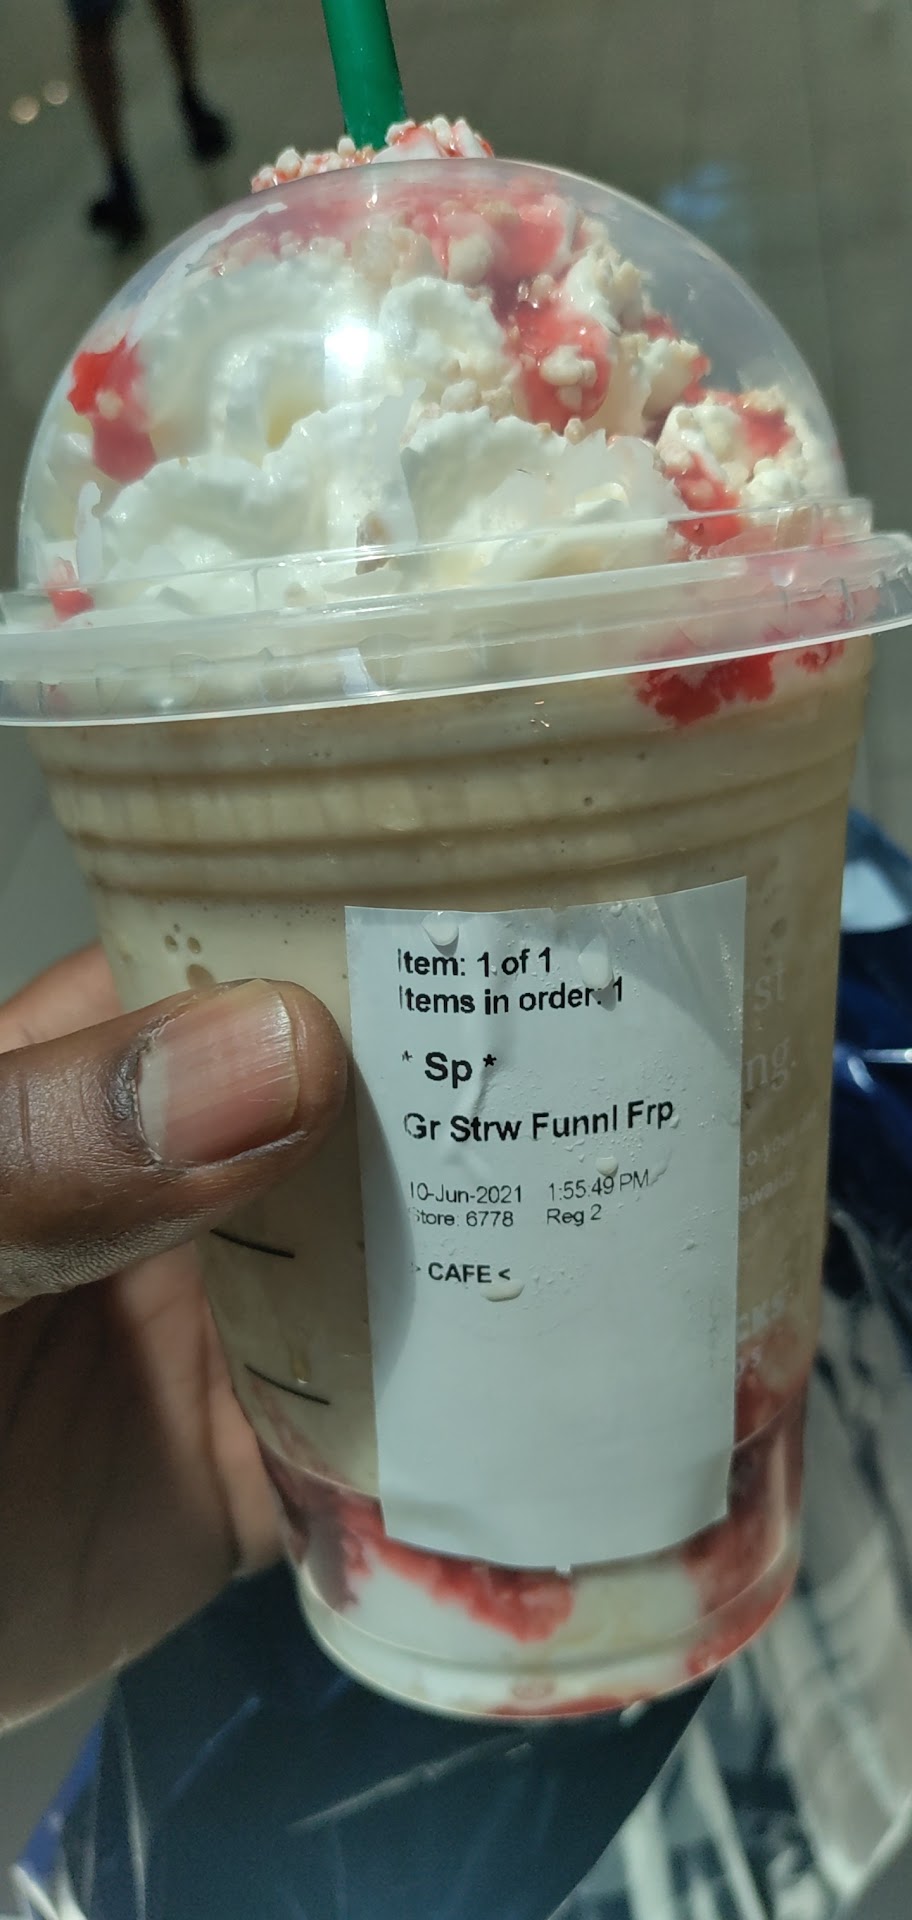 Item: 1 of 1
Items in order: 1
* Sp *
Gr Strw Funnl Frp
10-Jun-2021 1:55:49 PM
Store: 6778 Reg 2
> CAFE <